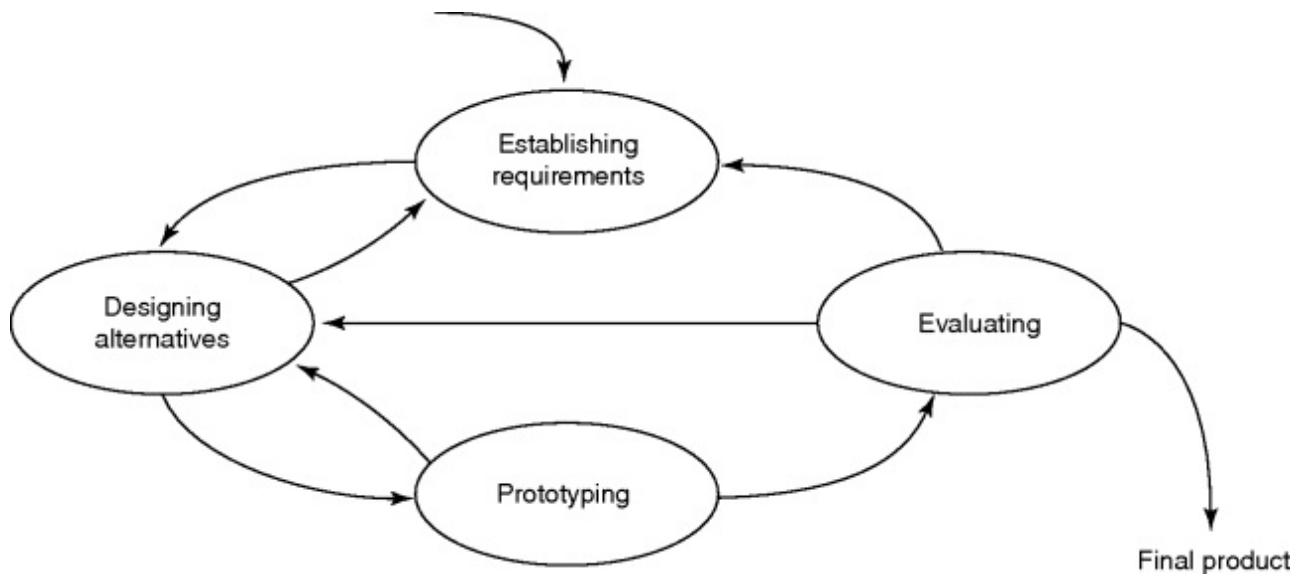 Establishing
requirements
Designing
alternatives
Evaluating
Prototyping
Final product